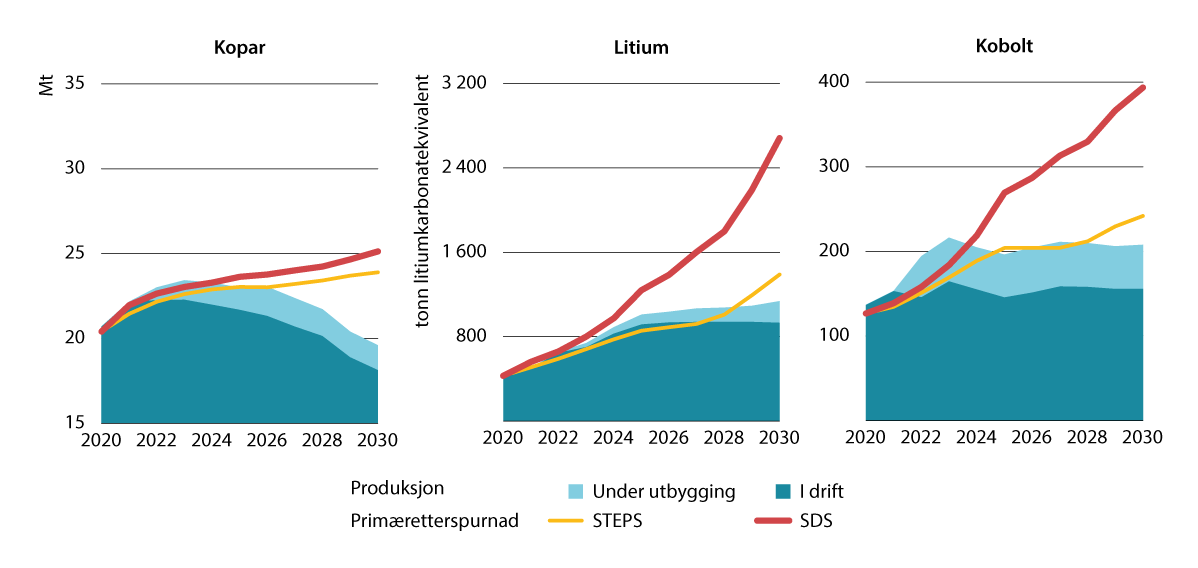 Kopar
Litium
Kobolt
Mt
35
30
25
20
15
2020 2022 2024 2026 2028 2030
tonn litiumkarbonatekvivalent
3 200
2 400
1 600
800
2020 2022 2024 2026 2028 2030
400
300
200
100
2020 2022 2024 2026 2028 2030
Produksjon Under utbygging I drift
Primæretterspurnad STEPS SDS